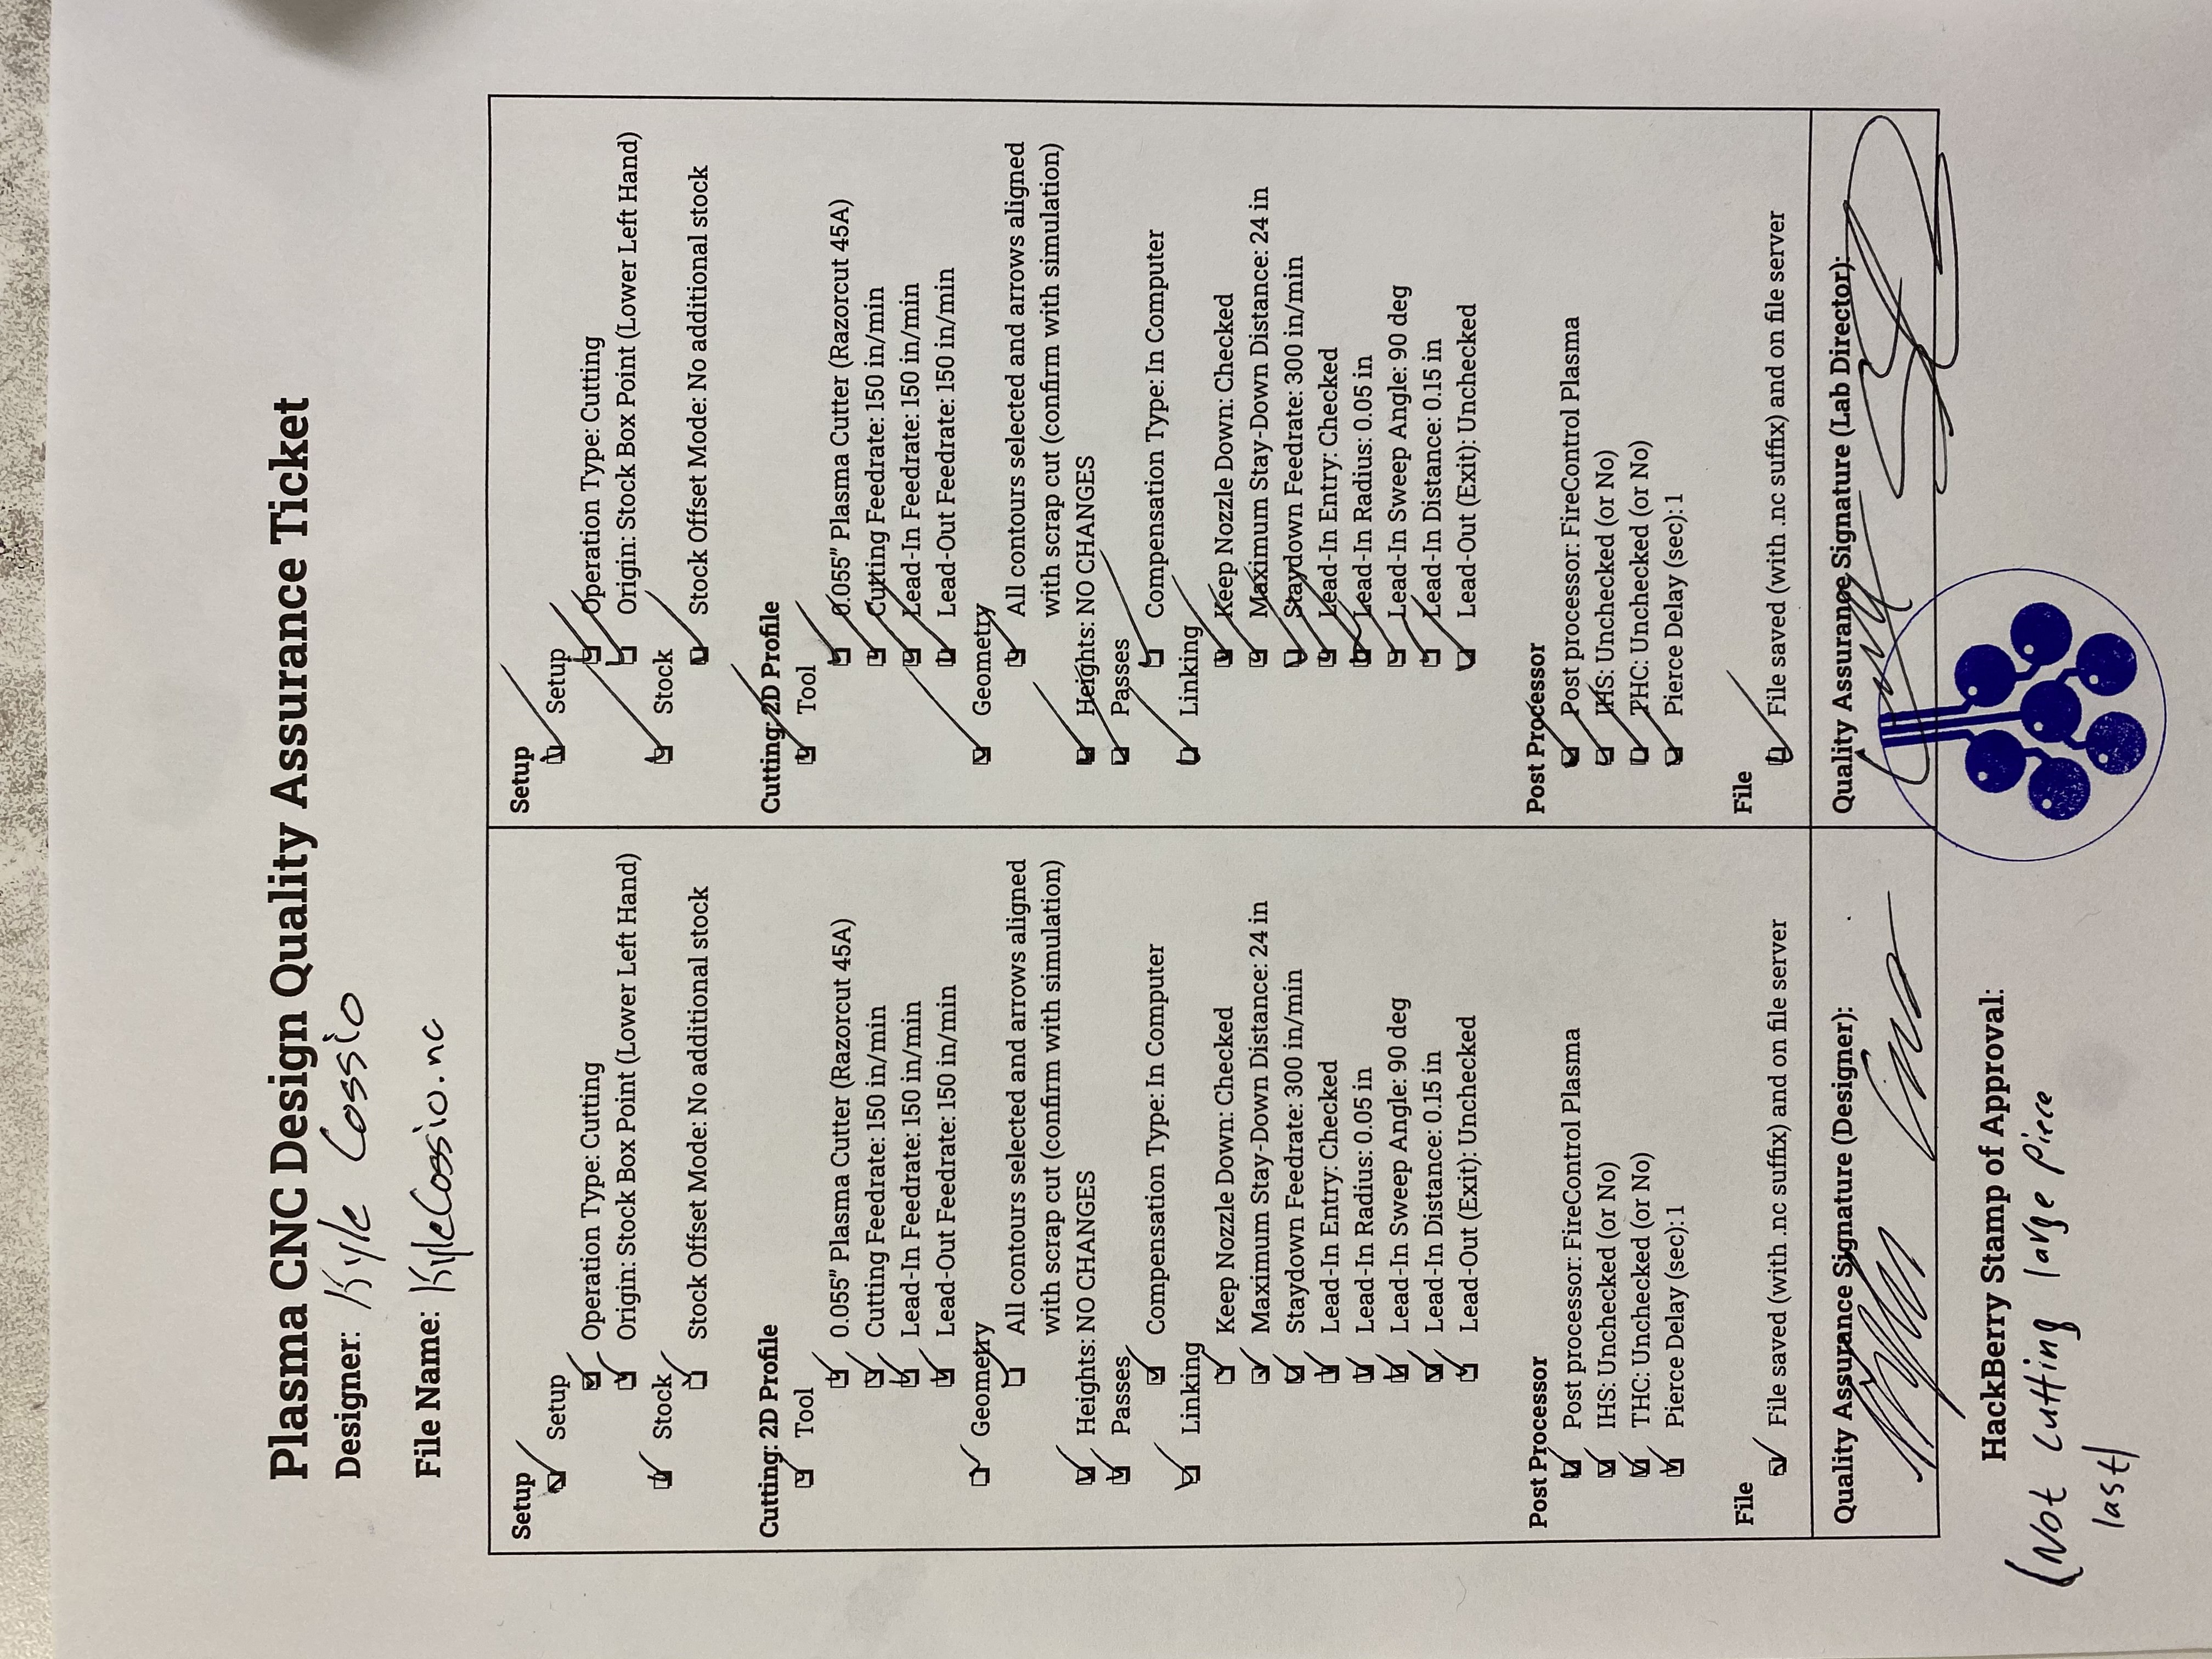 Plasma CNC Design Quality Assurance Ticket
Designer: Kyle Cossio
File Name: KyleCossio.nc
Setup
Setup
Operation Type: Cutting
Origin: Stock Box Point (Lower Left Hand)
Stock
Stock Offset Mode: No additional stock
Cutting: 2D Profile
Tool
0.055" Plasma Cutter (Razorcut 45A)
Cutting Feedrate: 150 in/min
Lead-In Feedrate: 150 in/min
Lead-Out Feedrate: 150 in/min
Geometry
All contours selected and arrows aligned
with scrap cut (confirm with simulation)
Heights: NO CHANGES
Passes
Compensation Type: In Computer
Linking
Keep Nozzle Down: Checked
Maximum Stay-Down Distance: 24 in
Staydown Feedrate: 300 in/min
Lead-In Entry: Checked
Lead-In Radius: 0.05 in
Lead-In Sweep Angle: 90 deg
Lead-In Distance: 0.15 in
Lead-Out (Exit): Unchecked
Post Processor
Post processor: FireControl Plasma
IHS: Unchecked (or No)
THC: Unchecked (or No)
Pierce Delay (sec): 1
File
File saved (with .nc suffix) and on file server
Quality Assurance Signature (Designer):
Setup
Setup
Operation Type: Cutting
Origin: Stock Box Point (Lower Left Hand)
Stock
Stock Offset Mode: No additional stock
Cutting: 2D Profile
Tool
0.055" Plasma Cutter (Razorcut 45A)
Cutting Feedrate: 150 in/min
Lead-In Feedrate: 150 in/min
Lead-Out Feedrate: 150 in/min
Geometry
All contours selected and arrows aligned
with scrap cut (confirm with simulation)
Heights: NO CHANGES
Passes
Compensation Type: In Computer
Linking
Keep Nozzle Down: Checked
Maximum Stay-Down Distance: 24 in
Staydown Feedrate: 300 in/min
Lead-In Entry: Checked
Lead-In Radius: 0.05 in
Lead-In Sweep Angle: 90 deg
Lead-In Distance: 0.15 in
Lead-Out (Exit): Unchecked
Post Processor
Post processor: FireControl Plasma
IHS: Unchecked (or No)
THC: Unchecked (or No)
Pierce Delay (sec): 1
File
File saved (with .nc suffix) and on file server
Quality Assurance Signature (Lab Director):
HackBerry Stamp of Approval:
(Not cutting large piece
last)